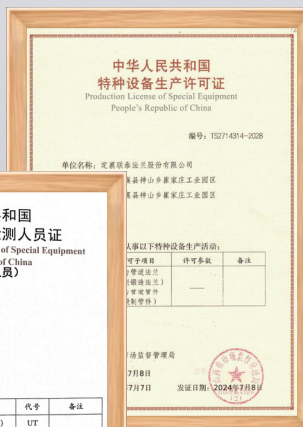 中华人民共和国
特种设备生产许可证
Production License of Special Equipment
People's Republic of China
编号：TS2714314-2028
单位名称：定襄联泰法兰股份有限公司
襄县神山乡崔家庄工业园区
襄县神山乡崔家庄工业园区
从事以下特种设备生产活动：
可子项目 许可参数 备注
管道法兰
(锻造法兰)
制管件)
市场监督管理局
7月8日
7月7日 发证日期：2024年7月8日
和国
测人员证
of Special Equipment
of China
员)
代号 备注
UT